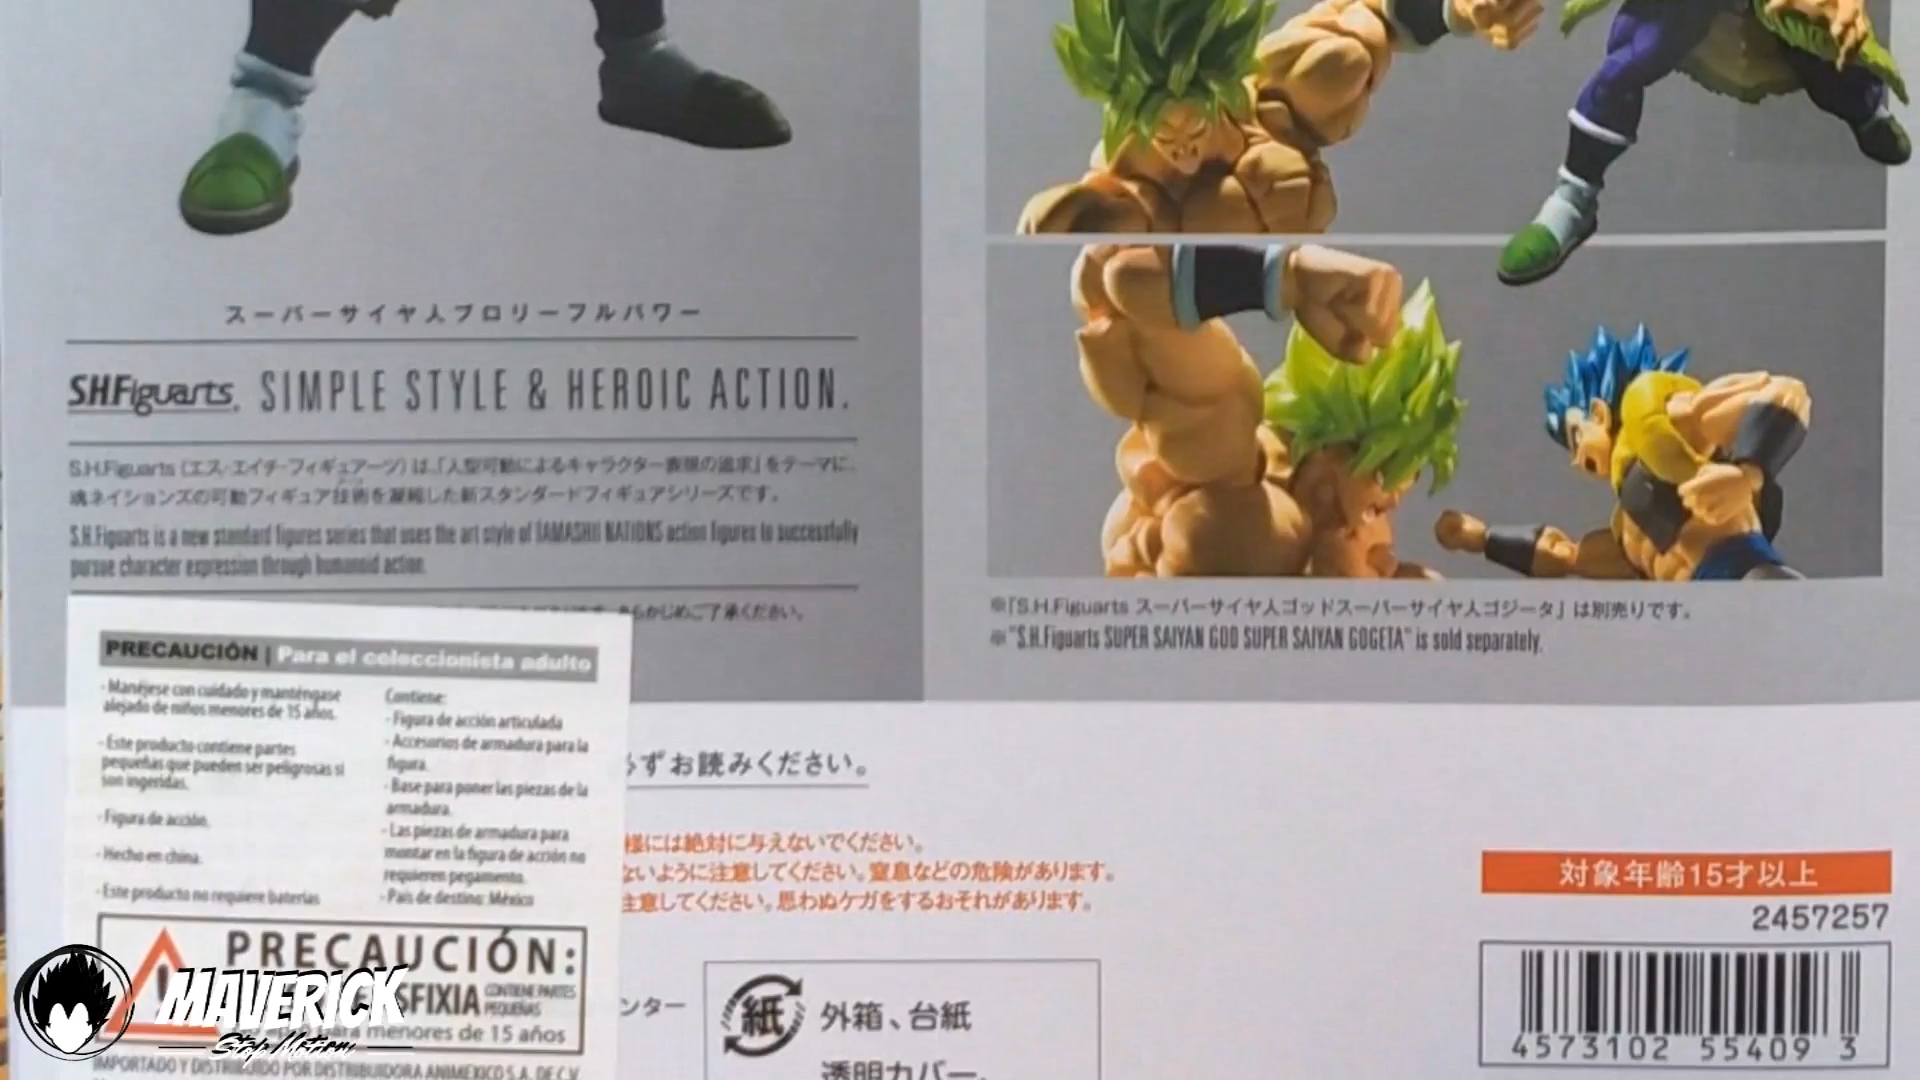 スーパーサイヤ人ブロリーフルパワー
S.H.Figuarts. SIMPLE STYLE & HEROIC ACTION.
S.H.Figuarts (エス・エイチ・フィギュアーツ) は、「人型可動によるキャラクター表現の追求」をテーマに、
魂ネイションズの可動フィギュア技術を凝縮した新スタンダードフィギュアシリーズです。
S.H.Figuarts is a new standard figures series that uses the art style of TAMASHII NATIONS action figures to successfully
pursue character expression through humanoid action.
あらかじめご了承ください。
※「S.H.Figuarts スーパーサイヤ人ゴッドスーパーサイヤ人ゴジータ」は別売りです。
※"S.H.Figuarts SUPER SAIYAN GOD SUPER SAIYAN GOGETA" is sold separately.
PRECAUCIÓN | Para el coleccionista adulto
- Manéjese con cuidado y manténgase
alejado de niños menores de 15 años.
- Este producto contiene partes
pequeñas que pueden ser peligrosas si
son ingeridas.
- Figura de acción.
- Hecho en china.
- Este producto no requiere baterías
Contiene:
- Figura de acción articulada
- Accesorios de armadura para la
figura.
- Base para poner las piezas de la
armadura.
- Las piezas de armadura para
montar en la figura de acción no
requieren pegamento.
- País de destino: México
必ずお読みください。
様には絶対に与えないでください。
ないように注意してください。窒息などの危険があります。
注意してください。思わぬケガをするおそれがあります。
PRECAUCIÓN:
SFIXIA CONTIENE PARTES
PEQUEÑAS
para menores de 15 años
IMPORTADO Y DISTRIBUIDO POR DISTRIBUIDORA ANIMEXICO S.A. DE C.V.
MAVERICK
Stop Motion
ンター
紙 外箱、台紙
透明カバー、
対象年齢15才以上
2457257
4573102 55409 3